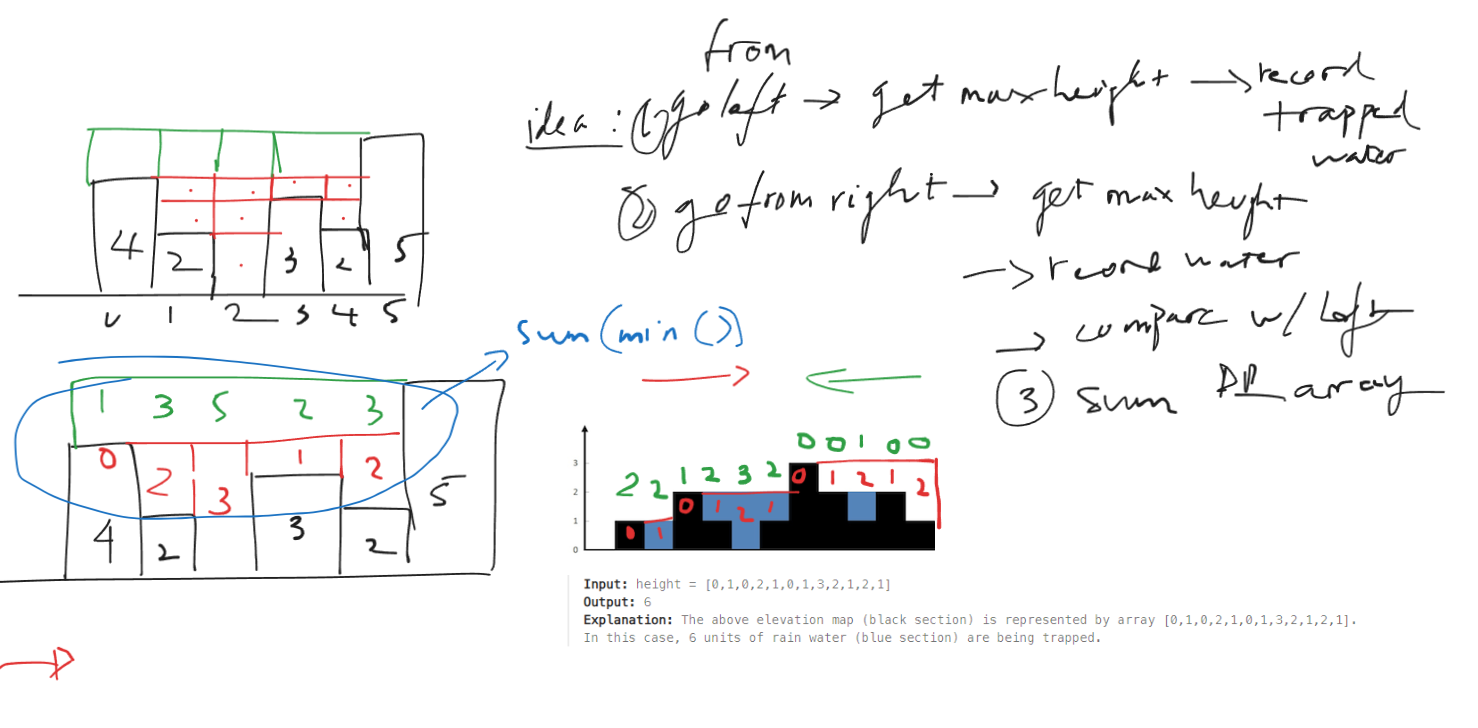 from
idea : (1) go left → get max height → record
trapped
water
(2) go from right → get max height
→ record water
→ compare w/ left
(3) sum DP array
4 2 3 2 5
0 1 2 3 4 5
sum(min())
1 3 5 2 3
0 2 3 1 2
4 2 3 2 5
0 0 1 0 0
2 2 1 2 3 2
0 1 0 1 2 1 0 1 2 1 2
3
2
1
0
Input: height = [0,1,0,2,1,0,1,3,2,1,2,1]
Output: 6
Explanation: The above elevation map (black section) is represented by array [0,1,0,2,1,0,1,3,2,1,2,1].
In this case, 6 units of rain water (blue section) are being trapped.